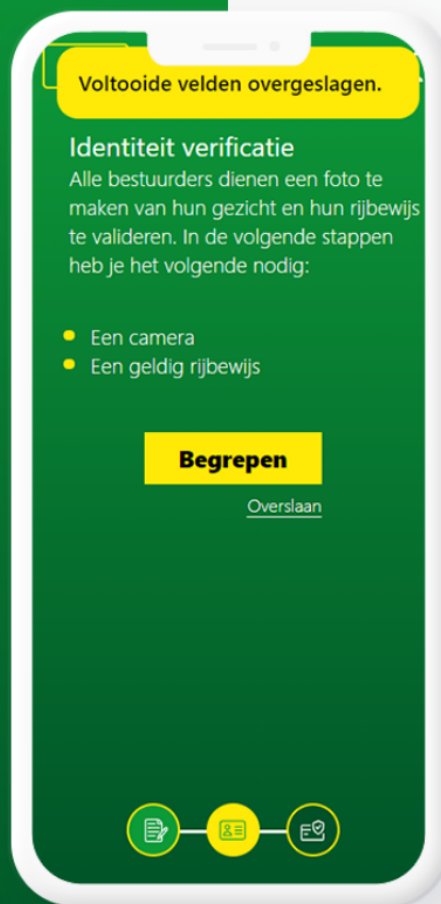 Voltooide velden overgeslagen.
Identiteit verificatie
Alle bestuurders dienen een foto te
maken van hun gezicht en hun rijbewijs
te valideren. In de volgende stappen
heb je het volgende nodig:
Een camera
Een geldig rijbewijs
Begrepen
Overslaan